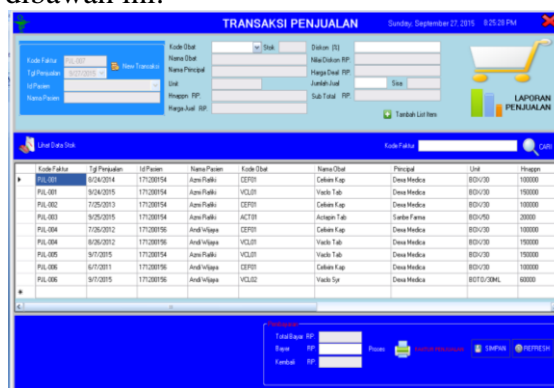 dibawah ini.
TRANSAKSI PENJUALAN Sunday, September 27, 2015 8:25:28 PM
Kode Faktur PJL-007 New Transaksi
Tgl Penjualan 9/27/2015
Id Pasien
Nama Pasien
Kode Obat Stok
Nama Obat
Nama Principal
Unit
Hnappn RP.
Harga Jual RP.
Diskon (%)
Nilai Diskon RP.
Harga Deal RP.
Jumlah Jual Sisa
Sub Total RP.
Tambah List Item
LAPORAN
PENJUALAN
Lihat Data Stok Kode Faktur CARI
Kode Faktur Tgl Penjualan Id Pasien Nama Pasien Kode Obat Nama Obat Principal Unit Hnappn
PJL-001 8/24/2014 171200154 Azmi Rafiki CEF01 Cefixim Kap Dexa Medica BOX/30 100000
PJL-001 9/24/2015 171200154 Azmi Rafiki VCL01 Vaclo Tab Dexa Medica BOX/30 150000
PJL-002 7/25/2013 171200154 Azmi Rafiki CEF01 Cefixim Kap Dexa Medica BOX/30 100000
PJL-003 9/25/2015 171200154 Azmi Rafiki ACT01 Actapin Tab Sanbe Farma BOX/50 20000
PJL-004 7/26/2012 171200156 Andi Wijaya CEF01 Cefixim Kap Dexa Medica BOX/30 100000
PJL-004 8/26/2012 171200156 Andi Wijaya VCL01 Vaclo Tab Dexa Medica BOX/30 150000
PJL-005 9/7/2015 171200154 Azmi Rafiki VCL01 Vaclo Tab Dexa Medica BOX/30 150000
PJL-006 6/7/2011 171200156 Andi Wijaya CEF01 Cefixim Kap Dexa Medica BOX/30 100000
PJL-006 9/7/2015 171200156 Andi Wijaya VCL02 Vaclo Syr Dexa Medica BOTO/30ML 60000
Total Bayar RP.
Bayar RP. Proses SIMPAN REFRESH
Kembali RP.